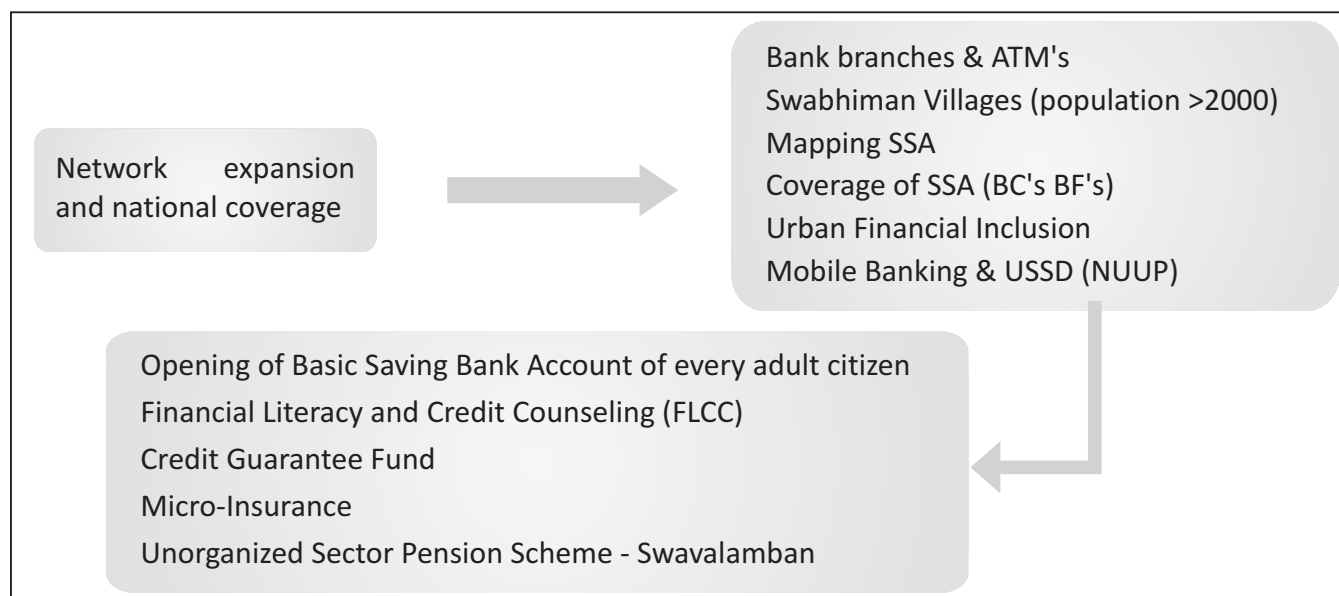 Network expansion
and national coverage
Bank branches & ATM's
Swabhiman Villages (population >2000)
Mapping SSA
Coverage of SSA (BC's BF's)
Urban Financial Inclusion
Mobile Banking & USSD (NUUP)
Opening of Basic Saving Bank Account of every adult citizen
Financial Literacy and Credit Counseling (FLCC)
Credit Guarantee Fund
Micro-Insurance
Unorganized Sector Pension Scheme - Swavalamban